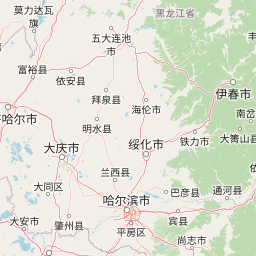 黑龙江省
莫力达瓦
旗
五大连池
市
富裕县
依安县
伊春市
拜泉县
海伦市
齐哈尔市
明水县
绥化市
铁力市
大箐山县
大庆市
兰西县
大同区
巴彦县
通河县
哈尔滨市
大安市
肇州县
宾县
平房区
尚志市